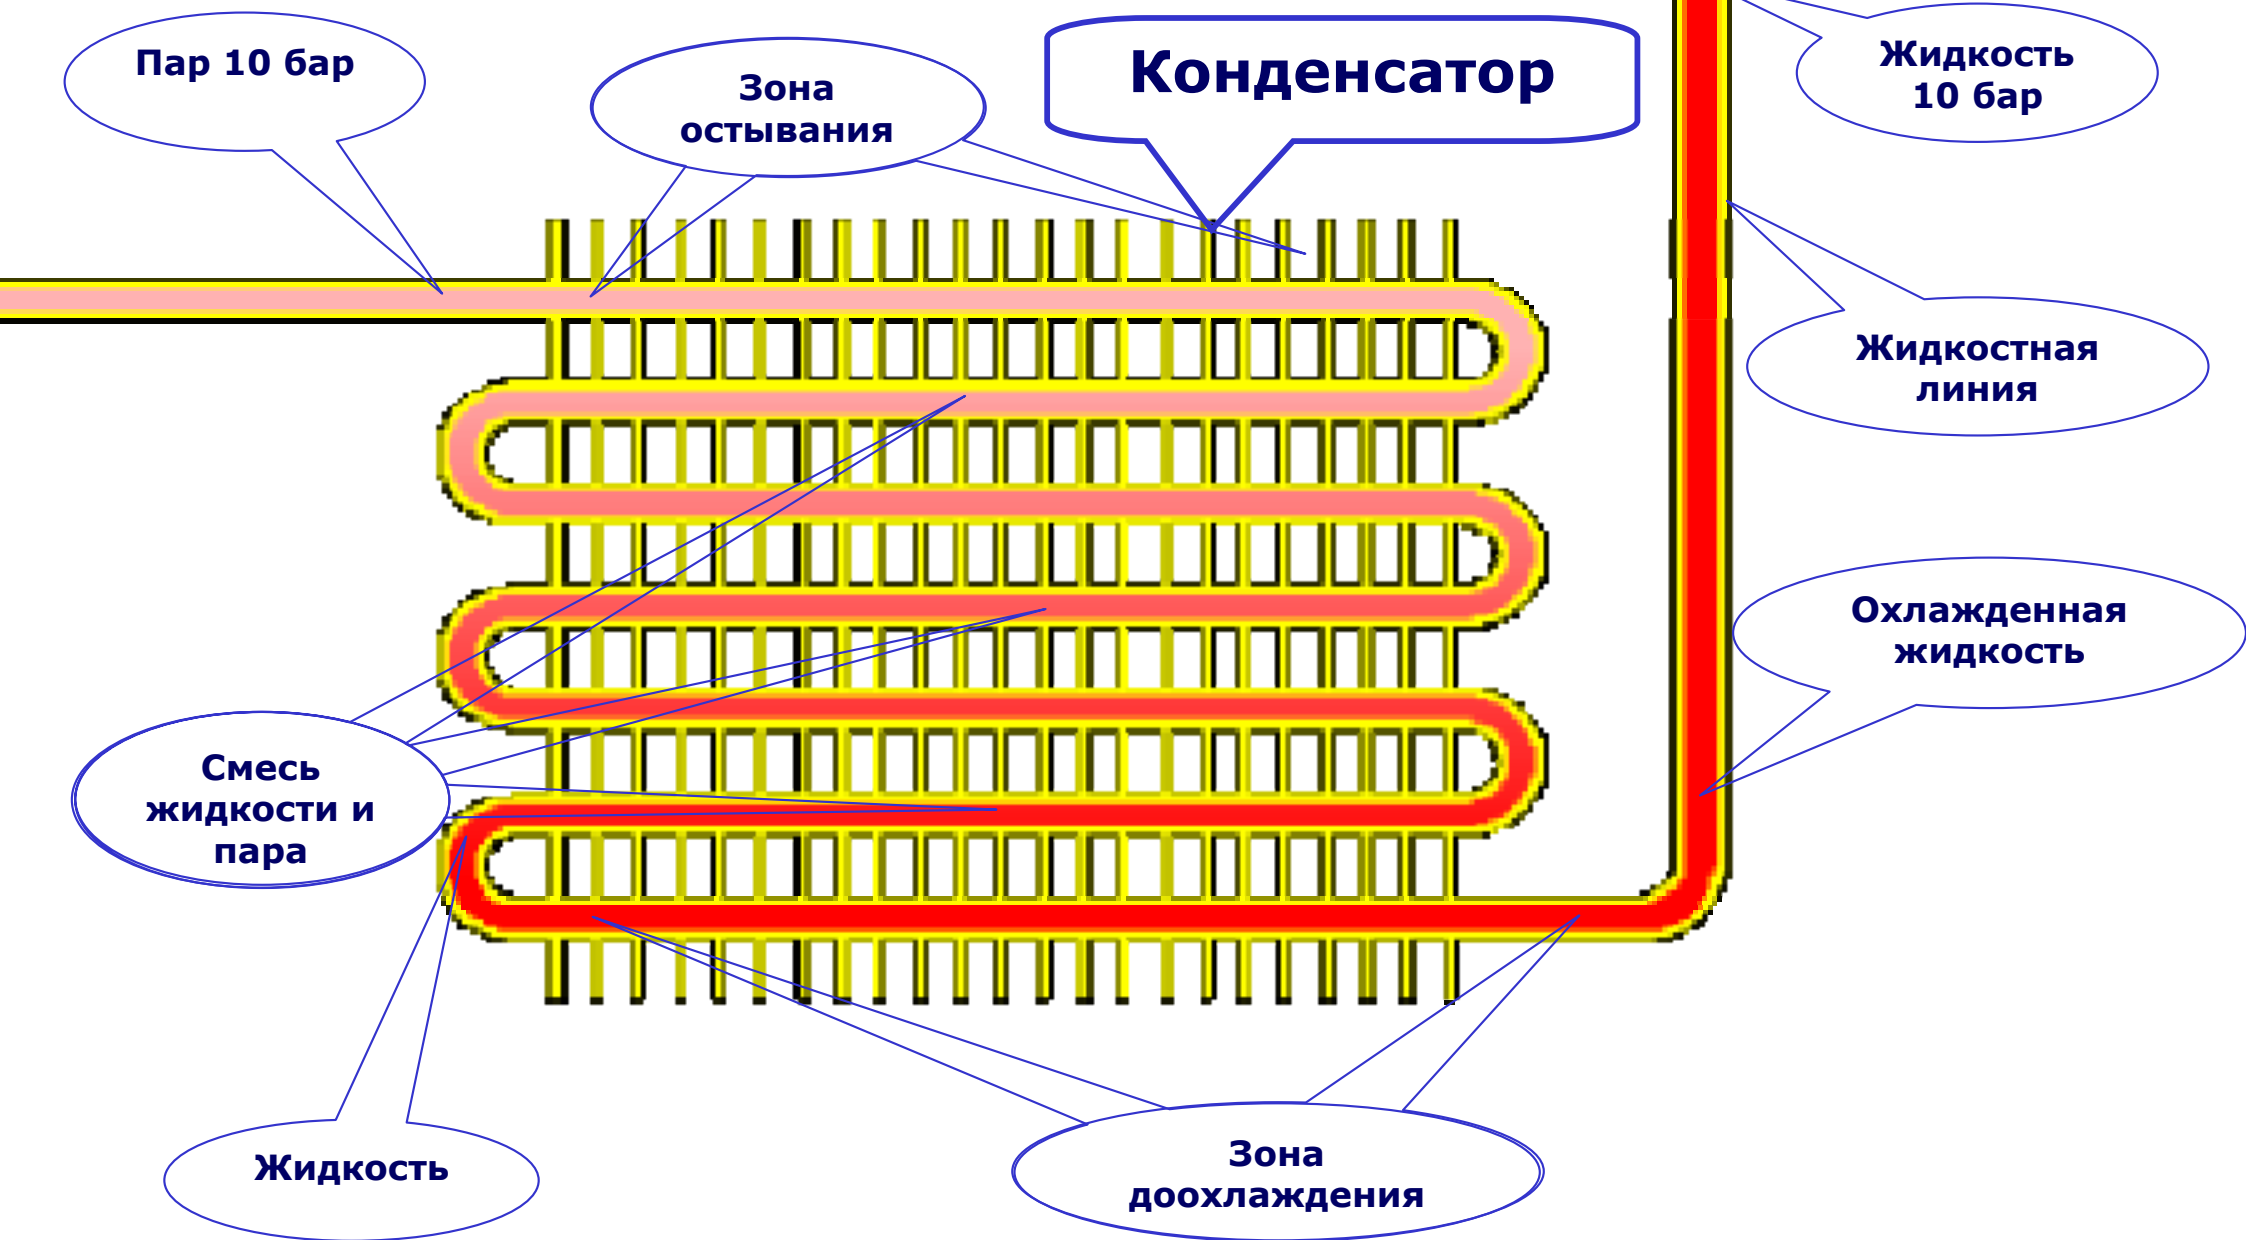 Пар 10 бар
Зона
остывания
Конденсатор
Жидкость
10 бар
Жидкостная
линия
Охлажденная
жидкость
Смесь
жидкости и
пара
Жидкость
Зона
доохлаждения